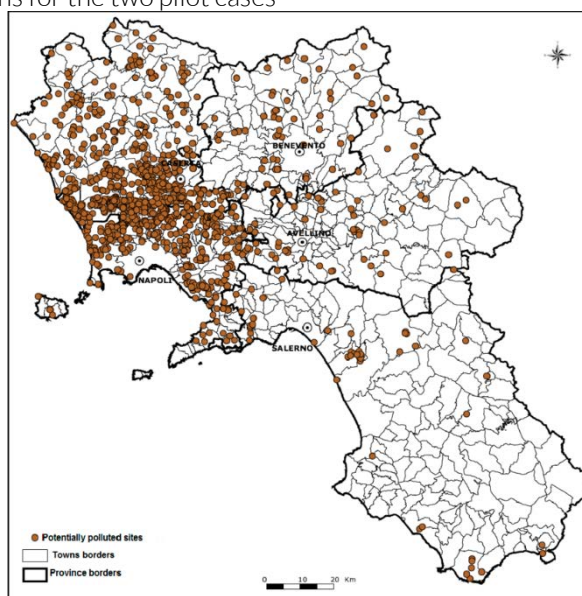 ns for the two pilot cases
CASERTA
BENEVENTO
AVELLINO
NAPOLI
SALERNO
Potentially polluted sites
Towns borders
Province borders
0 10 20 Km